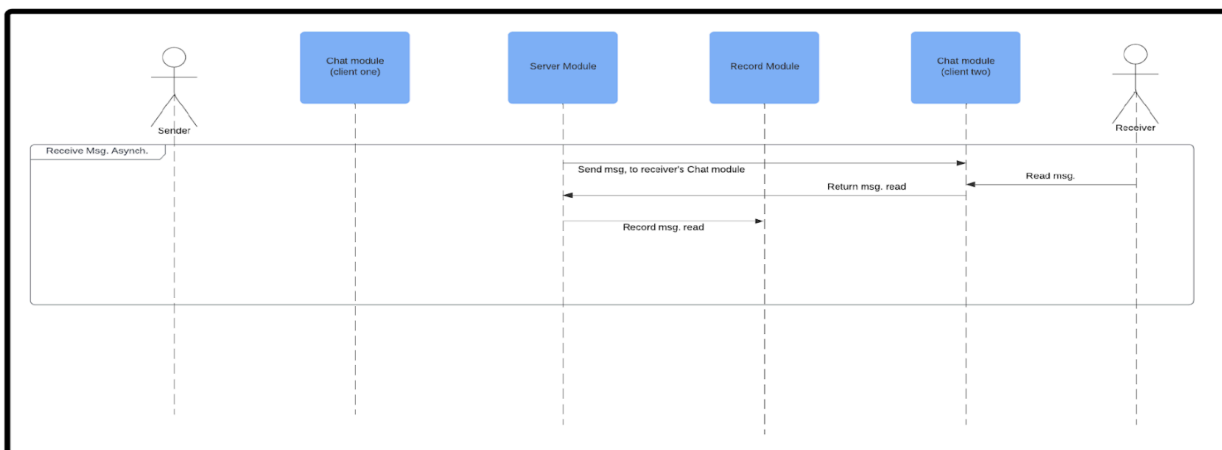 Chat module
(client one)
Server Module
Record Module
Chat module
(client two)
Sender
Receiver
Receive Msg. Asynch.
Send msg, to receiver's Chat module
Read msg.
Return msg. read
Record msg. read